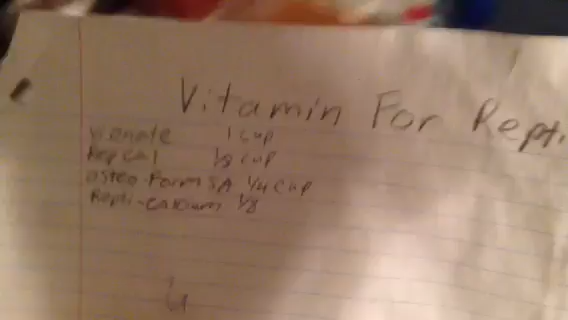 Vitamin For Repti
Vionate 1 cup
Rep Cal 1/8 cup
Osteo-Form SA 1/4 cup
Repti-calcium 1/8